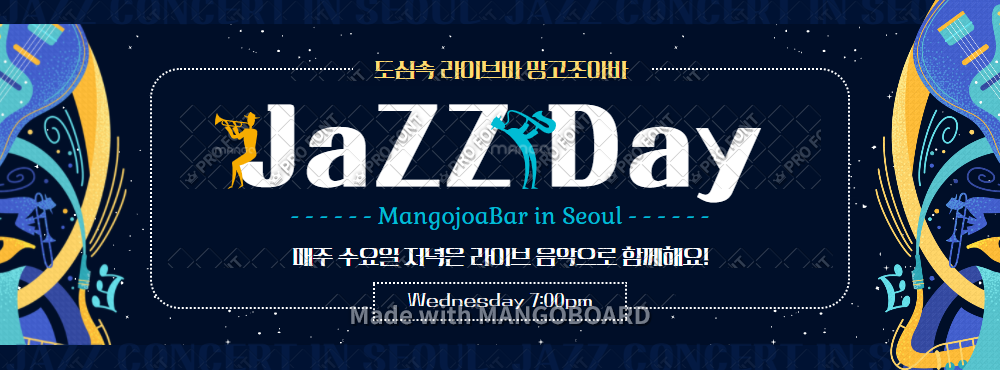 JAZZ CONCERT IN SEOUL JAZZ CONCERT IN SEOUL
도심속 라이브바 망고조아바
JaZZ Day
- - - - - - MangojoaBar in Seoul - - - - - -
매주 수요일 저녁은 라이브 음악으로 함께해요!
Wednesday 7:00pm
Made with MANGOBOARD
JAZZ CONCERT IN SEOUL JAZZ CONCERT IN SEOUL